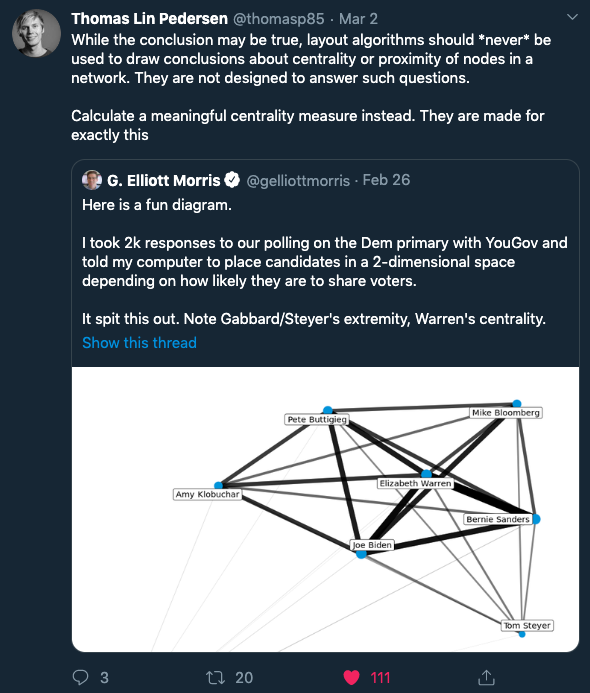 Thomas Lin Pedersen @thomasp85 · Mar 2
While the conclusion may be true, layout algorithms should *never* be
used to draw conclusions about centrality or proximity of nodes in a
network. They are not designed to answer such questions.
Calculate a meaningful centrality measure instead. They are made for
exactly this
G. Elliott Morris @gelliottmorris · Feb 26
Here is a fun diagram.
I took 2k responses to our polling on the Dem primary with YouGov and
told my computer to place candidates in a 2-dimensional space
depending on how likely they are to share voters.
It spit this out. Note Gabbard/Steyer's extremity, Warren's centrality.
Show this thread
Mike Bloomberg
Pete Buttigieg
Elizabeth Warren
Amy Klobuchar
Bernie Sanders
Joe Biden
Tom Steyer
3 20 111